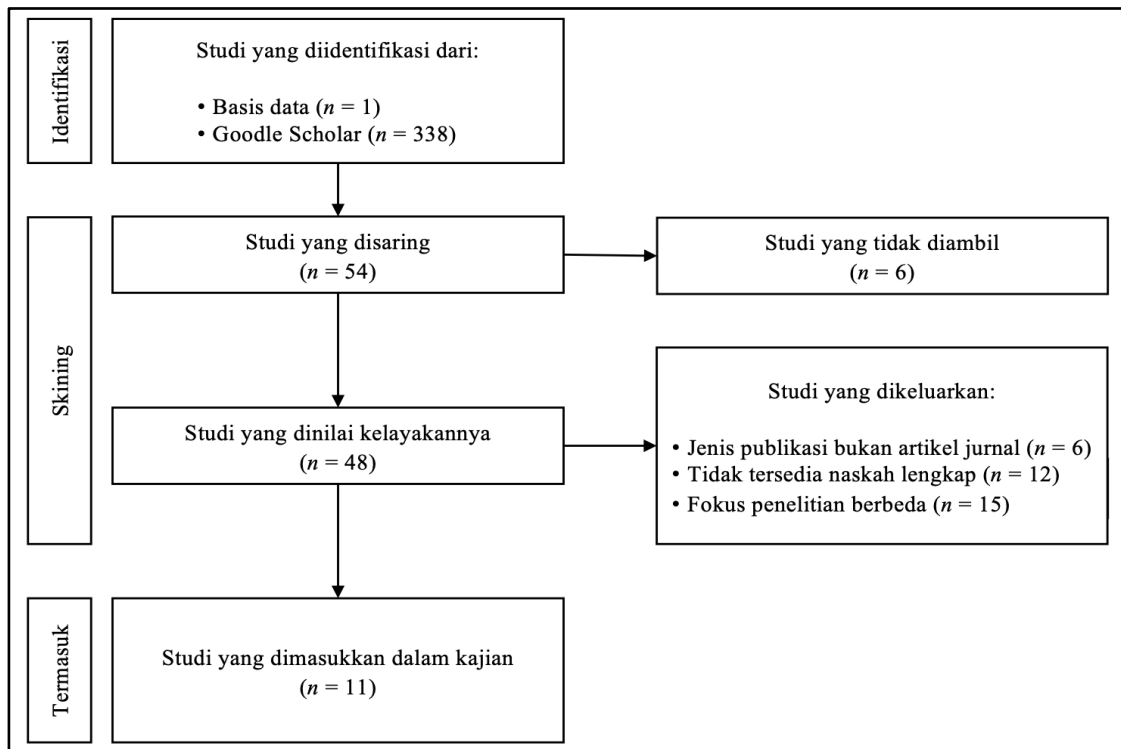 Identifikasi
Studi yang diidentifikasi dari:
• Basis data (n = 1)
• Goodle Scholar (n = 338)
Skining
Studi yang disaring
(n = 54)
Studi yang tidak diambil
(n = 6)
Studi yang dinilai kelayakannya
(n = 48)
Studi yang dikeluarkan:
• Jenis publikasi bukan artikel jurnal (n = 6)
• Tidak tersedia naskah lengkap (n = 12)
• Fokus penelitian berbeda (n = 15)
Termasuk
Studi yang dimasukkan dalam kajian
(n = 11)